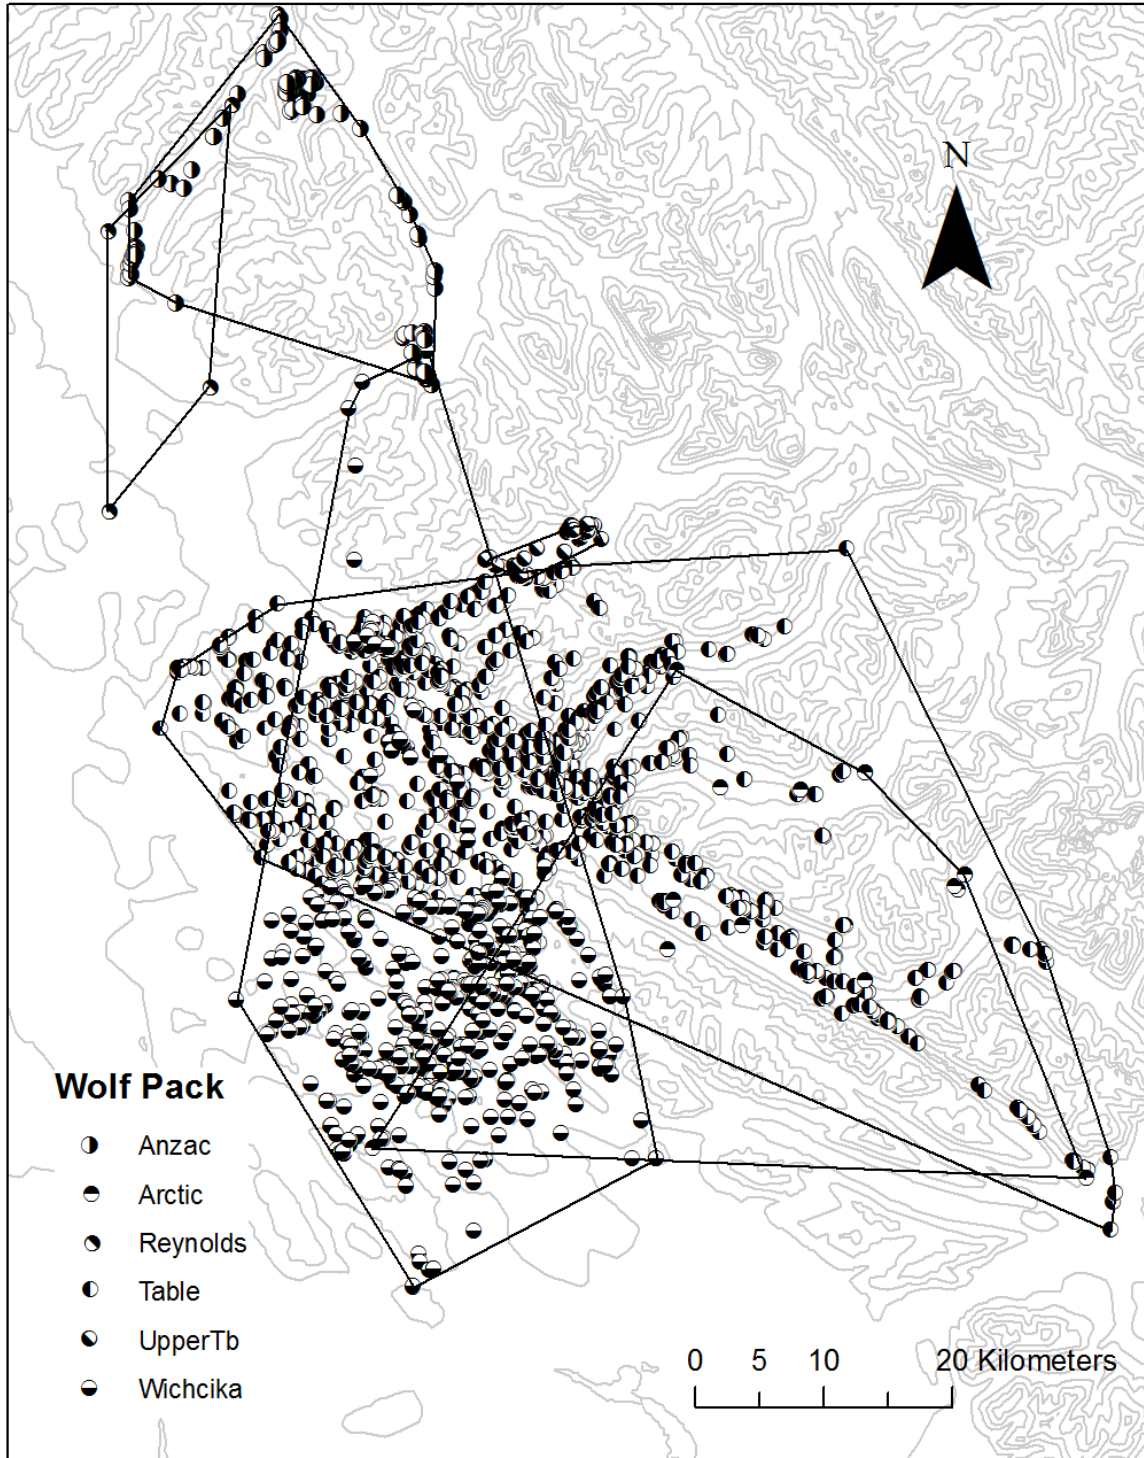 N
Wolf Pack
Anzac
Arctic
Reynolds
Table
UpperTb
Wichcika
0 5 10 20 Kilometers